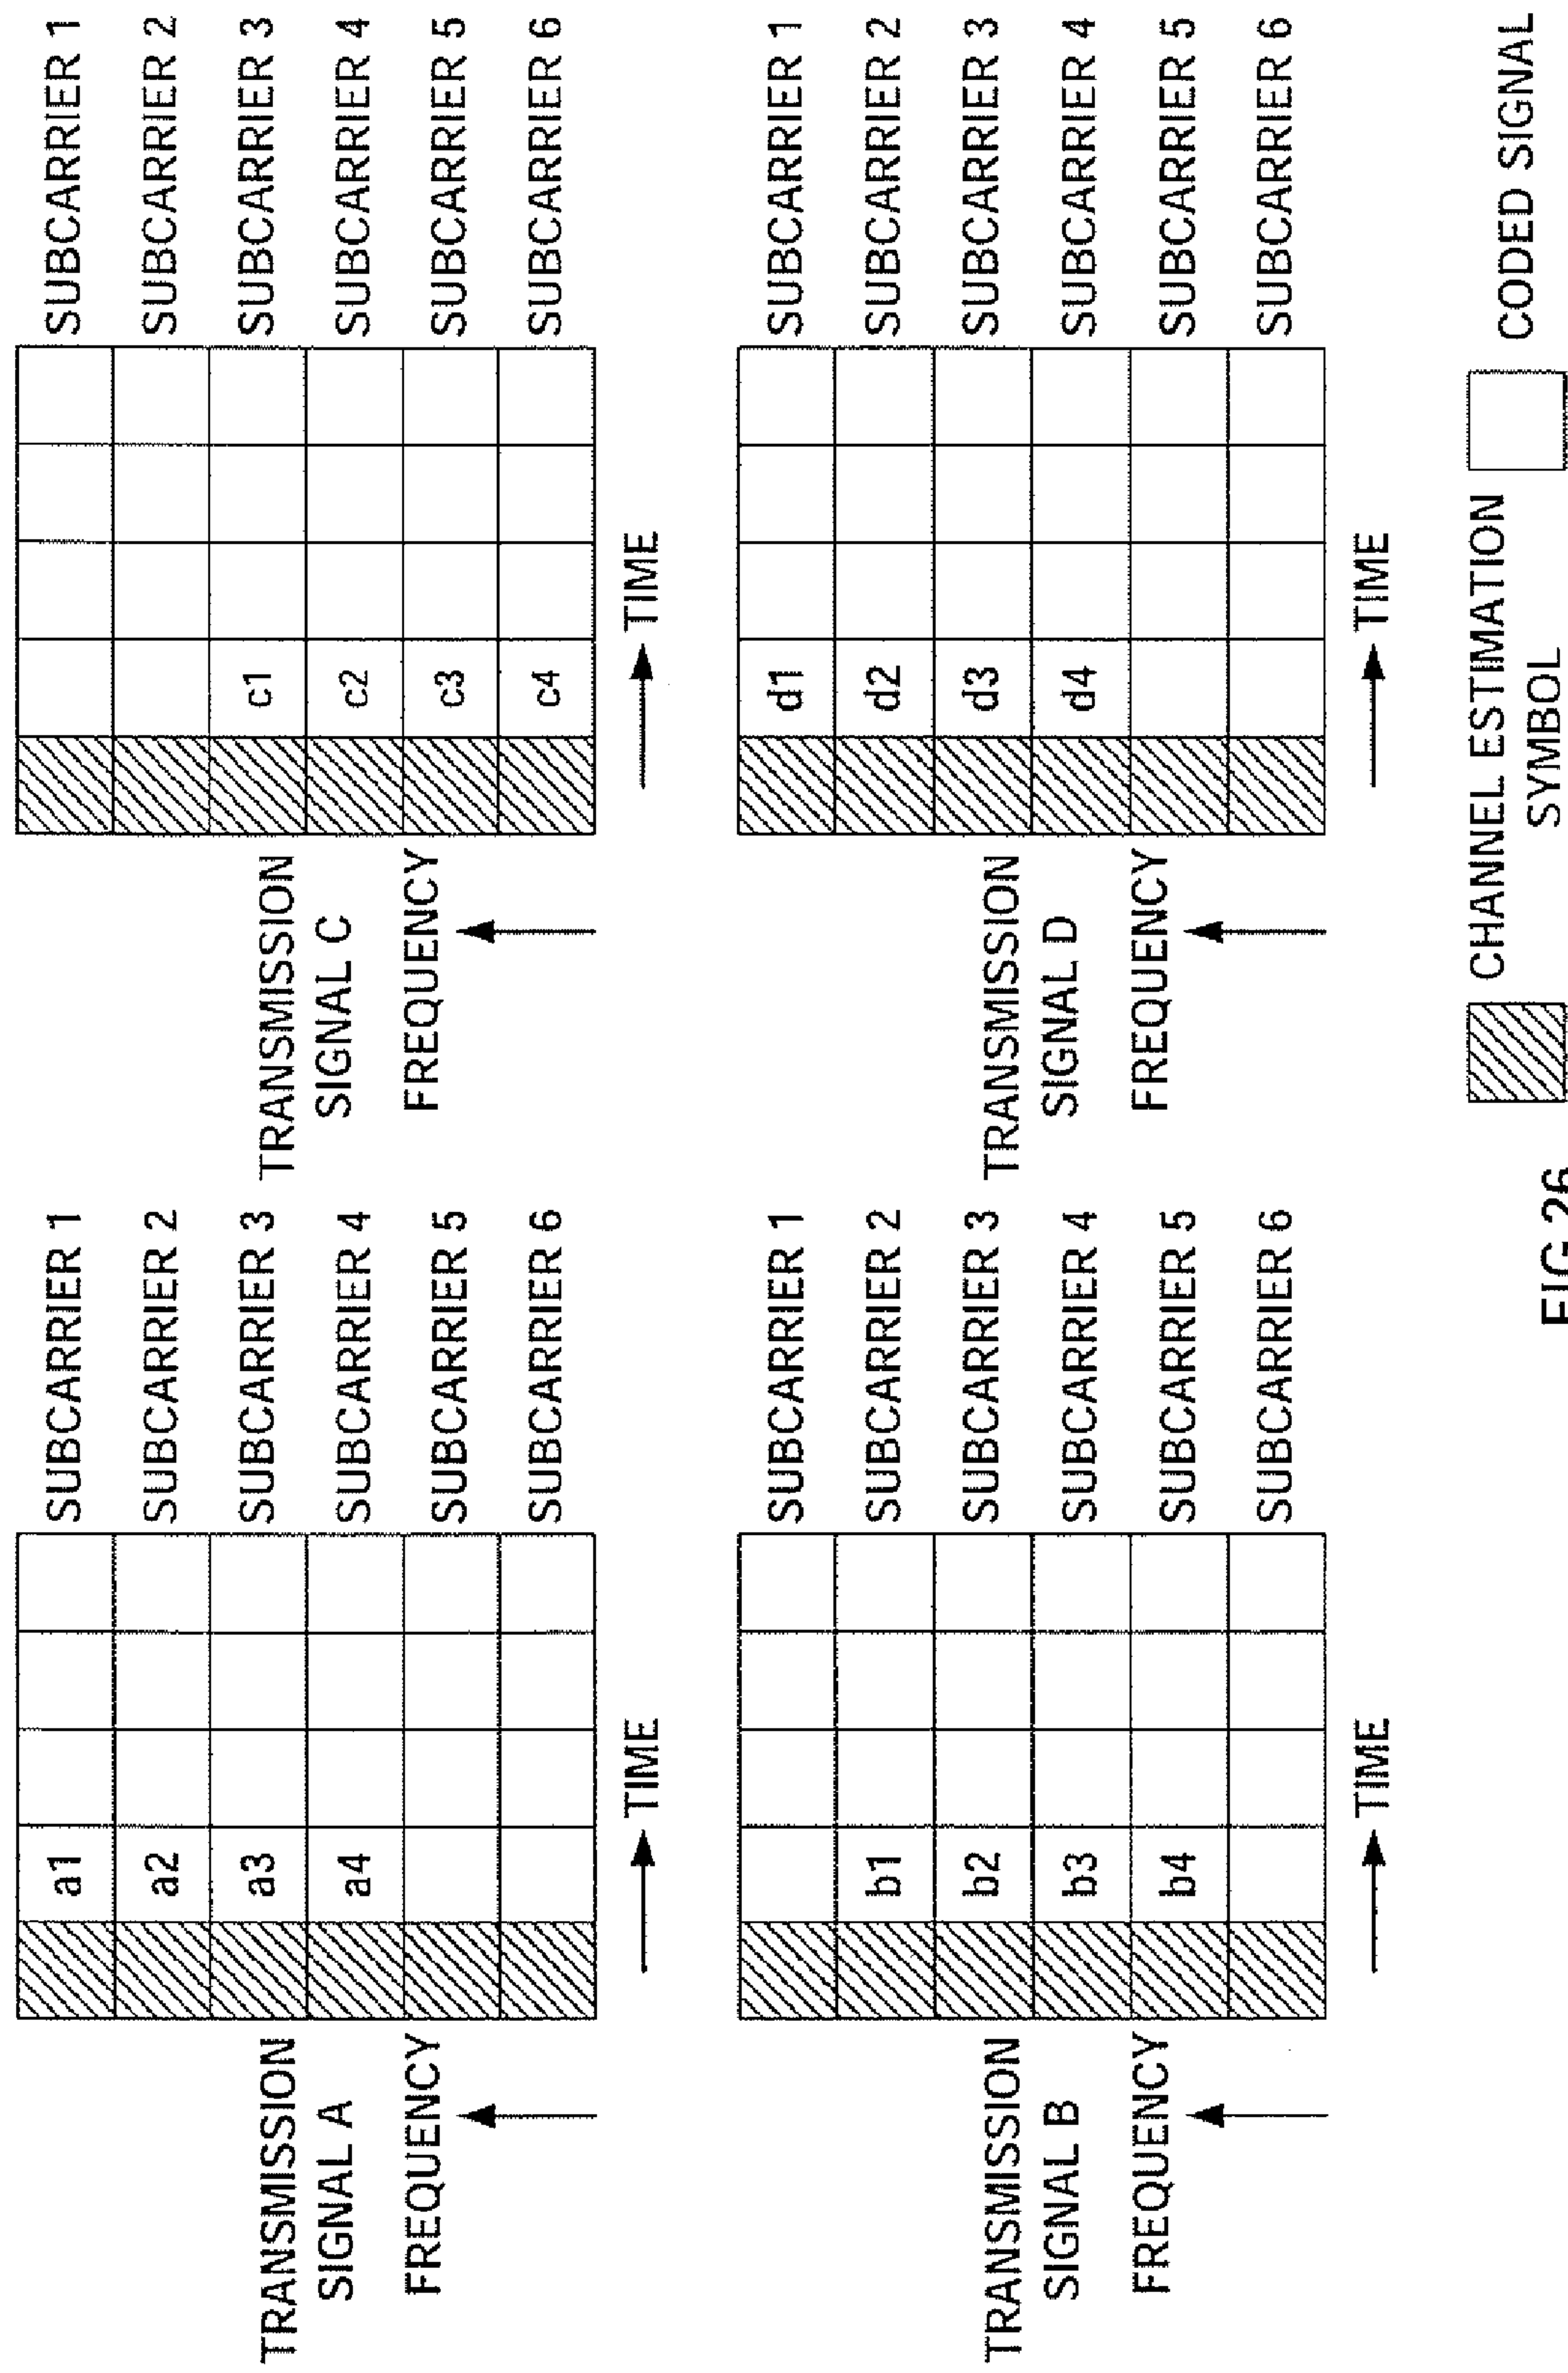 TRANSMISSION
SIGNAL A
FREQUENCY
a1
a2
a3
a4
SUBCARRIER 1
SUBCARRIER 2
SUBCARRIER 3
SUBCARRIER 4
SUBCARRIER 5
SUBCARRIER 6
TIME
TRANSMISSION
SIGNAL C
FREQUENCY
c1
c2
c3
c4
SUBCARRIER 1
SUBCARRIER 2
SUBCARRIER 3
SUBCARRIER 4
SUBCARRIER 5
SUBCARRIER 6
TIME
TRANSMISSION
SIGNAL B
FREQUENCY
b1
b2
b3
b4
SUBCARRIER 1
SUBCARRIER 2
SUBCARRIER 3
SUBCARRIER 4
SUBCARRIER 5
SUBCARRIER 6
TIME
TRANSMISSION
SIGNAL D
FREQUENCY
d1
d2
d3
d4
SUBCARRIER 1
SUBCARRIER 2
SUBCARRIER 3
SUBCARRIER 4
SUBCARRIER 5
SUBCARRIER 6
TIME
CHANNEL ESTIMATION
SYMBOL
CODED SIGNAL
FIG.26